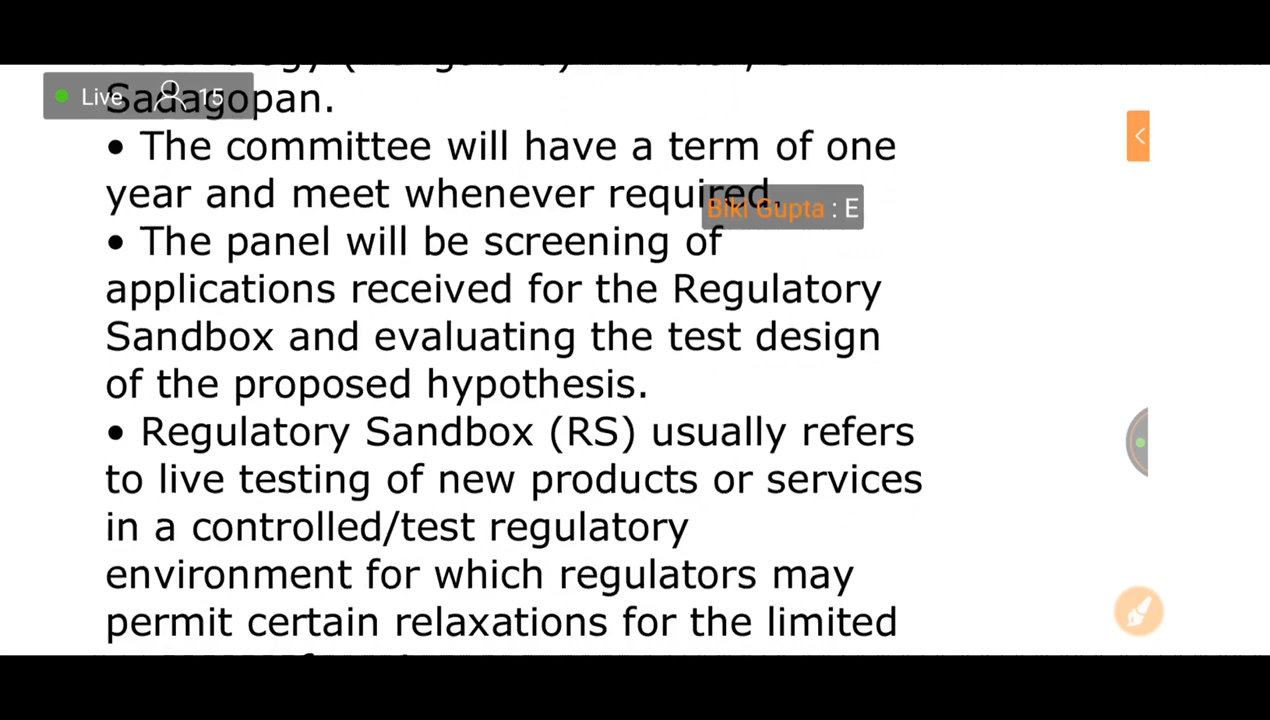 Live 15
Sadagopan.
• The committee will have a term of one
year and meet whenever required.
Biki Gupta : E
• The panel will be screening of
applications received for the Regulatory
Sandbox and evaluating the test design
of the proposed hypothesis.
• Regulatory Sandbox (RS) usually refers
to live testing of new products or services
in a controlled/test regulatory
environment for which regulators may
permit certain relaxations for the limited